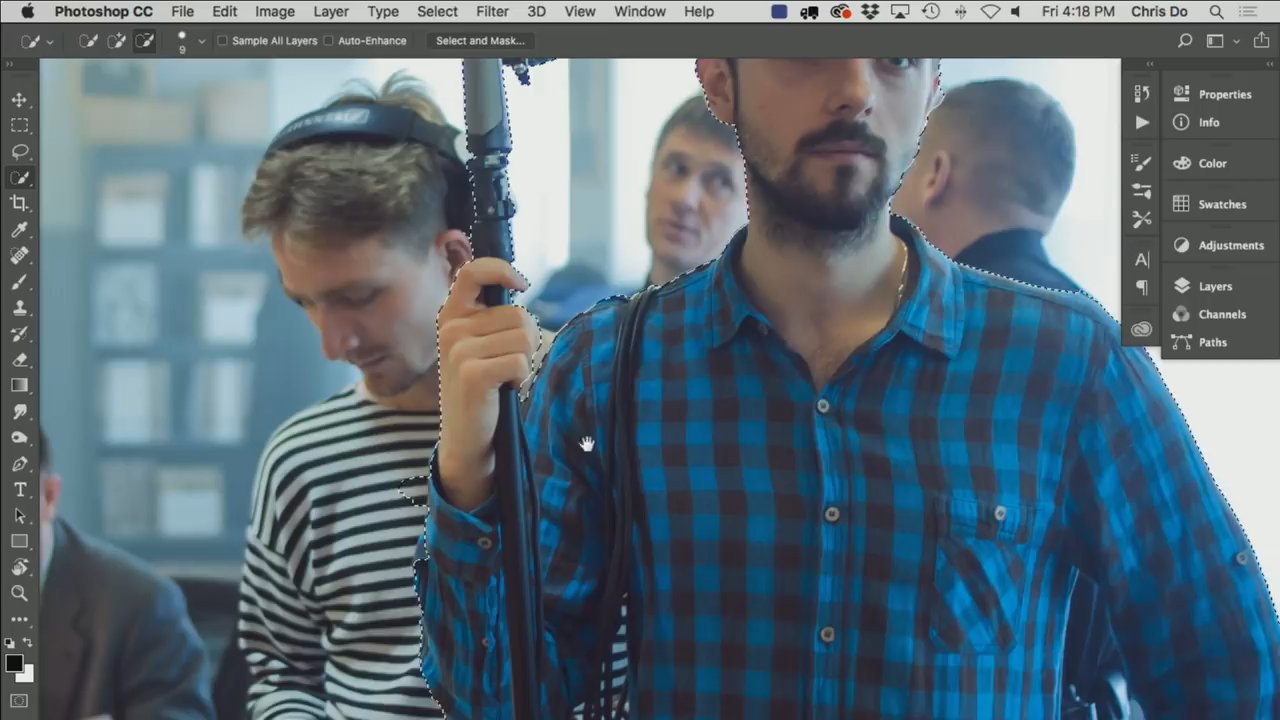 Photoshop CC File Edit Image Layer Type Select Filter 3D View Window Help Fri 4:18 PM Chris Do
9 Sample All Layers Auto-Enhance Select and Mask...
Properties
Info
Color
Swatches
Adjustments
Layers
Channels
Paths